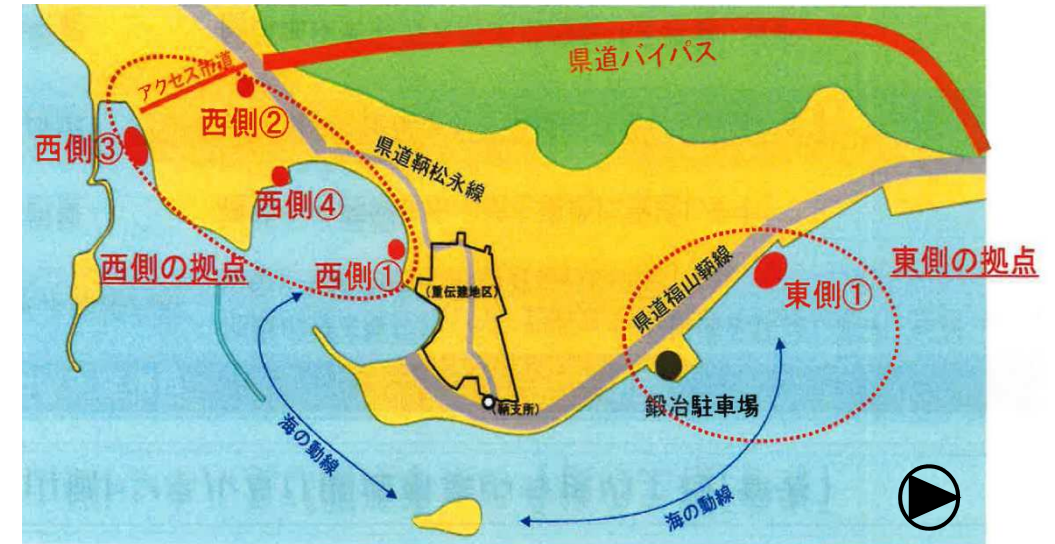 県道バイパス
アクセス市道
西側②
西側③
県道鞆松永線
西側④
西側の拠点
西側①
(重伝建地区)
県道福山鞆線
東側の拠点
東側①
鍛冶駐車場
(鞆支所)
海の動線
海の動線